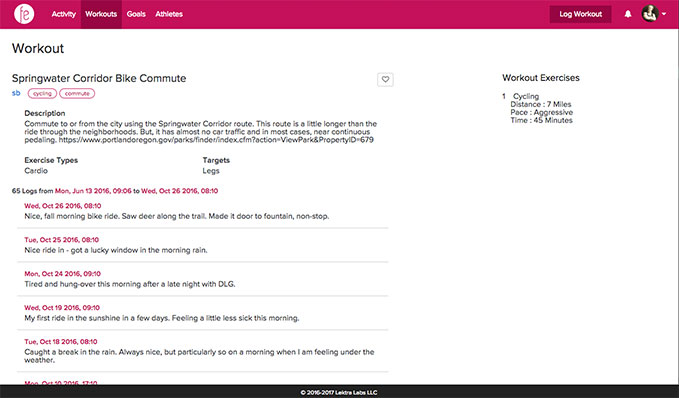 fe Activity Workouts Goals Athletes Log Workout
Workout
Springwater Corridor Bike Commute
sb cycling commute
Description
Commute to or from the city using the Springwater Corridor route. This route is a little longer than the
ride through the neighborhoods. But, it has almost no car traffic and in most cases, near continuous
pedaling. https://www.portlandoregon.gov/parks/finder/index.cfm?action=ViewPark&PropertyID=679
Exercise Types Targets
Cardio Legs
65 Logs from Mon, Jun 13 2016, 09:06 to Wed, Oct 26 2016, 08:10
Wed, Oct 26 2016, 08:10
Nice, fall morning bike ride. Saw deer along the trail. Made it door to fountain, non-stop.
Tue, Oct 25 2016, 08:10
Nice ride in - got a lucky window in the morning rain.
Mon, Oct 24 2016, 09:10
Tired and hung-over this morning after a late night with DLG.
Wed, Oct 19 2016, 09:10
My first ride in the sunshine in a few days. Feeling a little less sick this morning.
Tue, Oct 18 2016, 08:10
Caught a break in the rain. Always nice, but particularly so on a morning when I am feeling under the
weather.
Mon, Oct 10 2016, 17:10
Workout Exercises
1 Cycling
Distance : 7 Miles
Pace : Aggressive
Time : 45 Minutes
© 2016-2017 Lektra Labs LLC